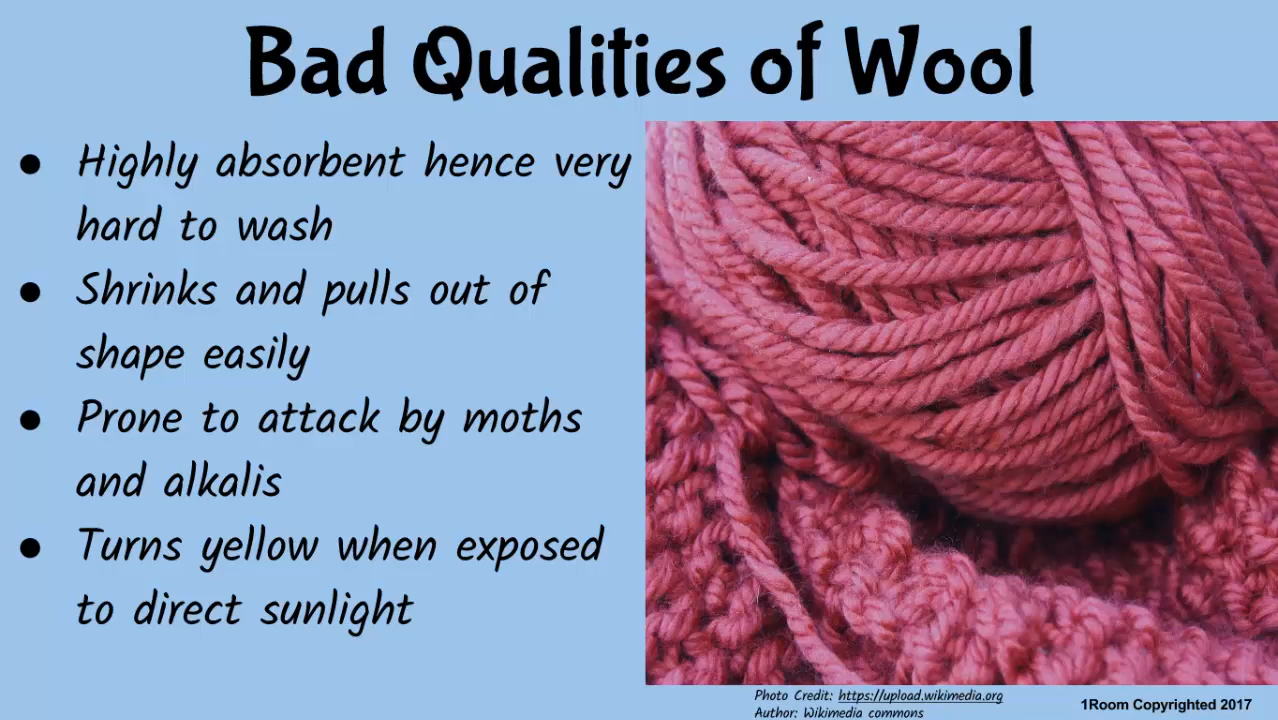 Bad Qualities of Wool
● Highly absorbent hence very
hard to wash
● Shrinks and pulls out of
shape easily
● Prone to attack by moths
and alkalis
● Turns yellow when exposed
to direct sunlight
Photo Credit: https://upload.wikimedia.org
Author: Wikimedia commons
1Room Copyrighted 2017